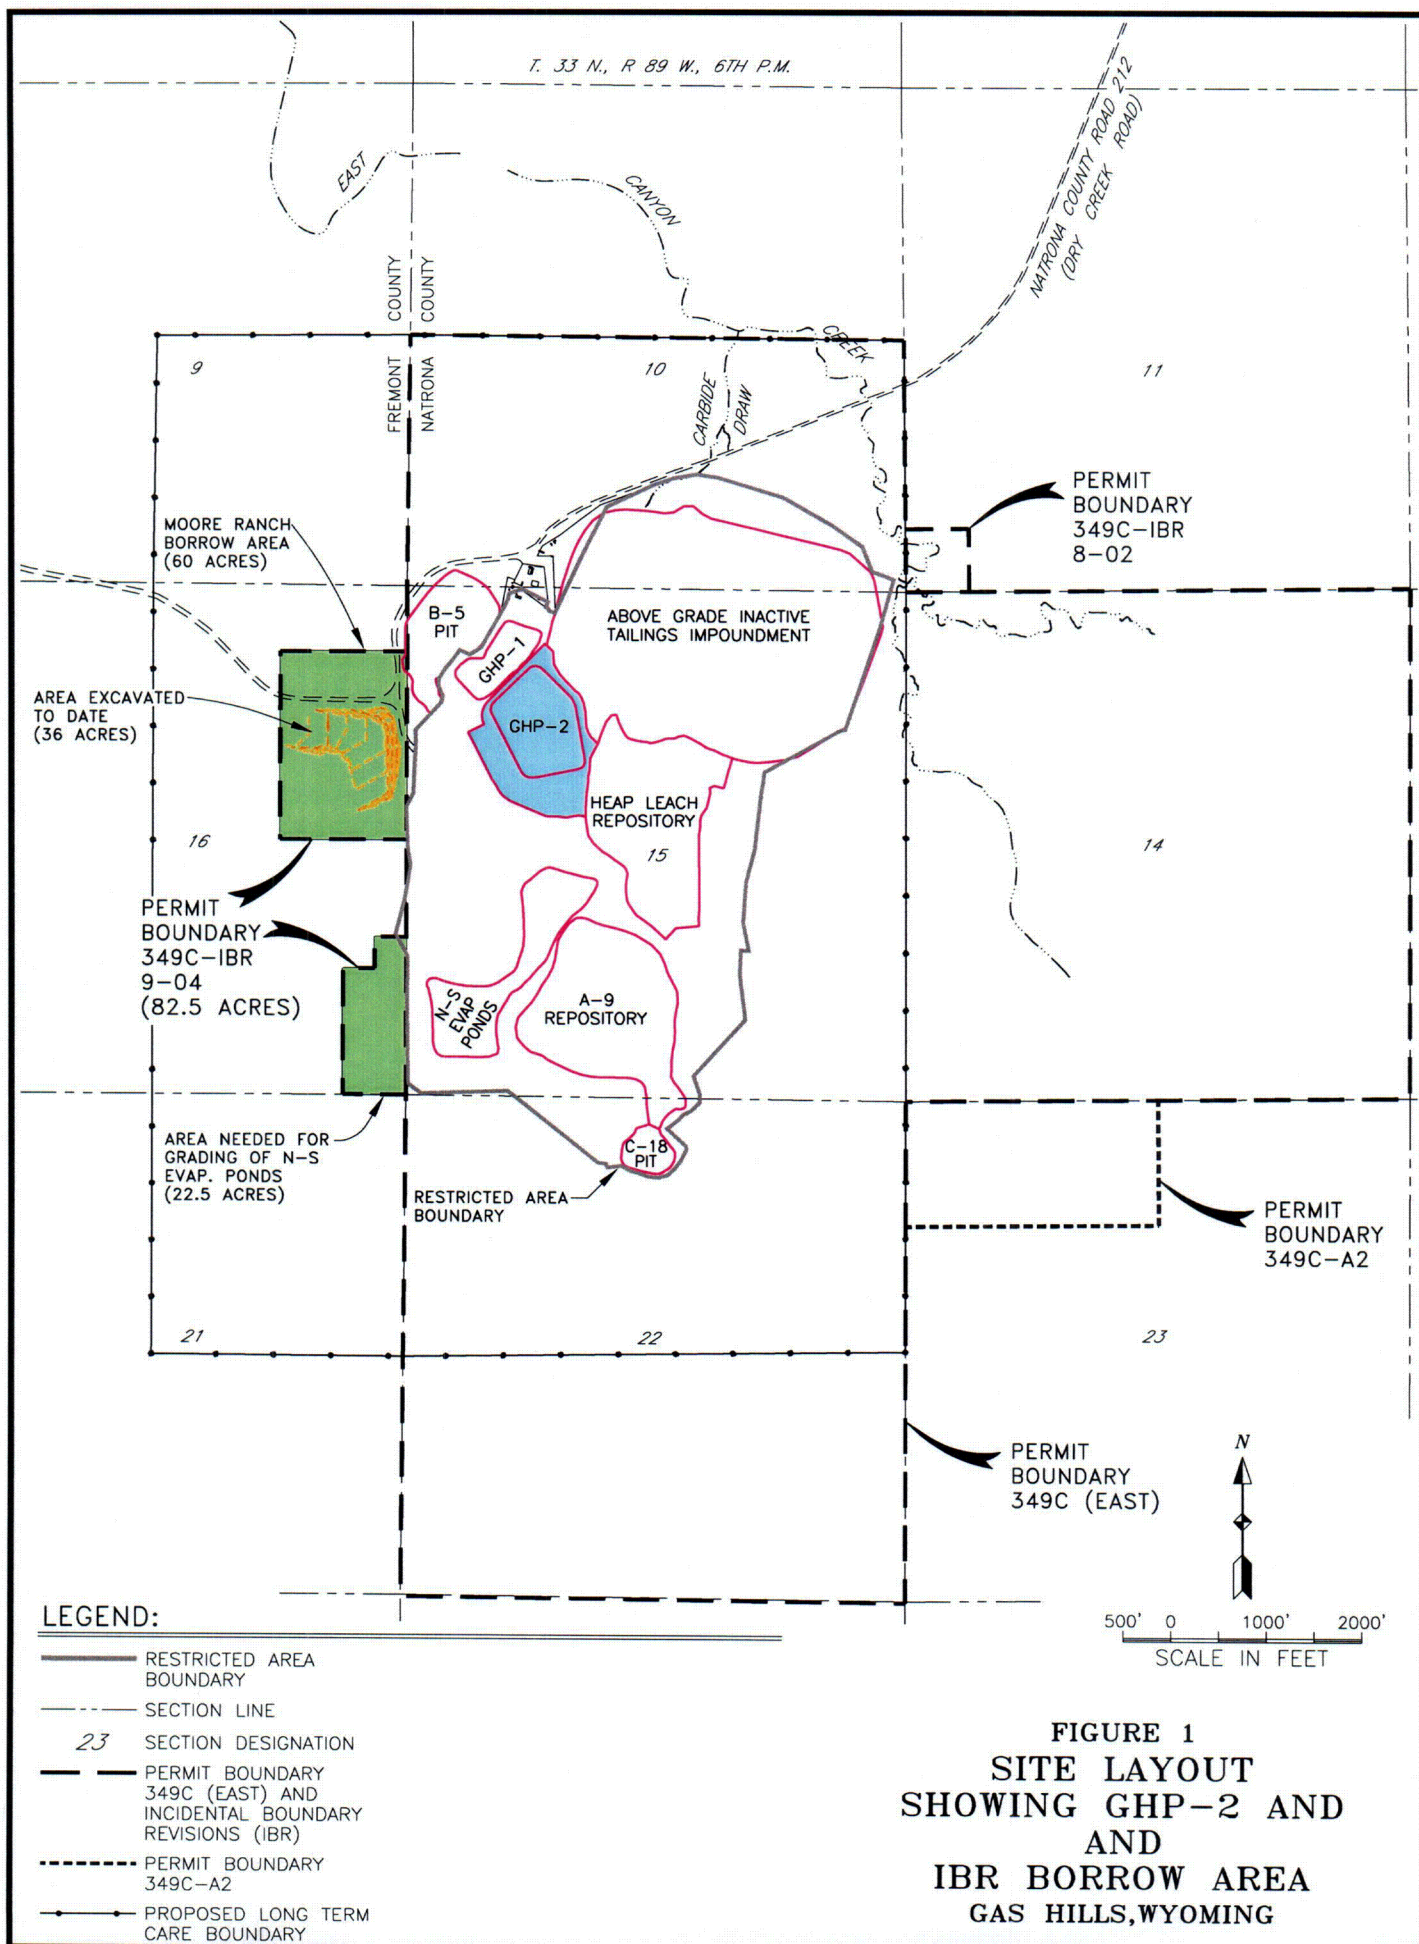 T. 33 N., R 89 W., 6TH P.M.
EAST
CANYON
CREEK
NATRONA COUNTY ROAD 212
(DRY CREEK ROAD)
FREMONT COUNTY
NATRONA COUNTY
9
10
11
CARBIDE
DRAW
PERMIT
BOUNDARY
349C-IBR
8-02
MOORE RANCH
BORROW AREA
(60 ACRES)
B-5
PIT
GHP-1
ABOVE GRADE INACTIVE
TAILINGS IMPOUNDMENT
AREA EXCAVATED
TO DATE
(36 ACRES)
GHP-2
HEAP LEACH
REPOSITORY
16
15
14
PERMIT
BOUNDARY
349C-IBR
9-04
(82.5 ACRES)
N-S
EVAP
PONDS
A-9
REPOSITORY
AREA NEEDED FOR
GRADING OF N-S
EVAP. PONDS
(22.5 ACRES)
C-18
PIT
RESTRICTED AREA
BOUNDARY
PERMIT
BOUNDARY
349C-A2
21
22
23
PERMIT
BOUNDARY
349C (EAST)
N
500' 0 1000' 2000'
SCALE IN FEET
LEGEND:
RESTRICTED AREA
BOUNDARY
SECTION LINE
23 SECTION DESIGNATION
PERMIT BOUNDARY
349C (EAST) AND
INCIDENTAL BOUNDARY
REVISIONS (IBR)
PERMIT BOUNDARY
349C-A2
PROPOSED LONG TERM
CARE BOUNDARY
FIGURE 1
SITE LAYOUT
SHOWING GHP-2 AND
AND
IBR BORROW AREA
GAS HILLS,WYOMING